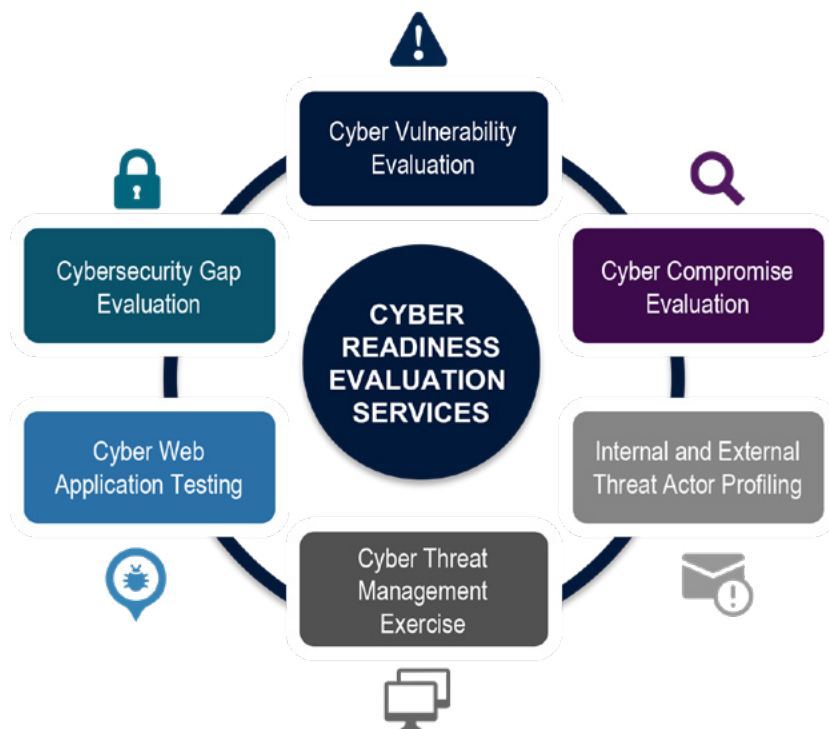 Cyber Vulnerability
Evaluation
Cybersecurity Gap
Evaluation
Cyber Compromise
Evaluation
CYBER
READINESS
EVALUATION
SERVICES
Cyber Web
Application Testing
Internal and External
Threat Actor Profiling
Cyber Threat
Management
Exercise